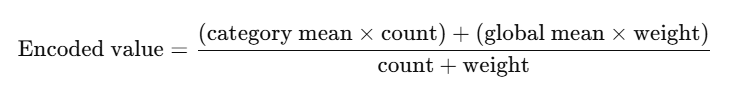 Encoded value = (category mean × count) + (global mean × weight)
count + weight